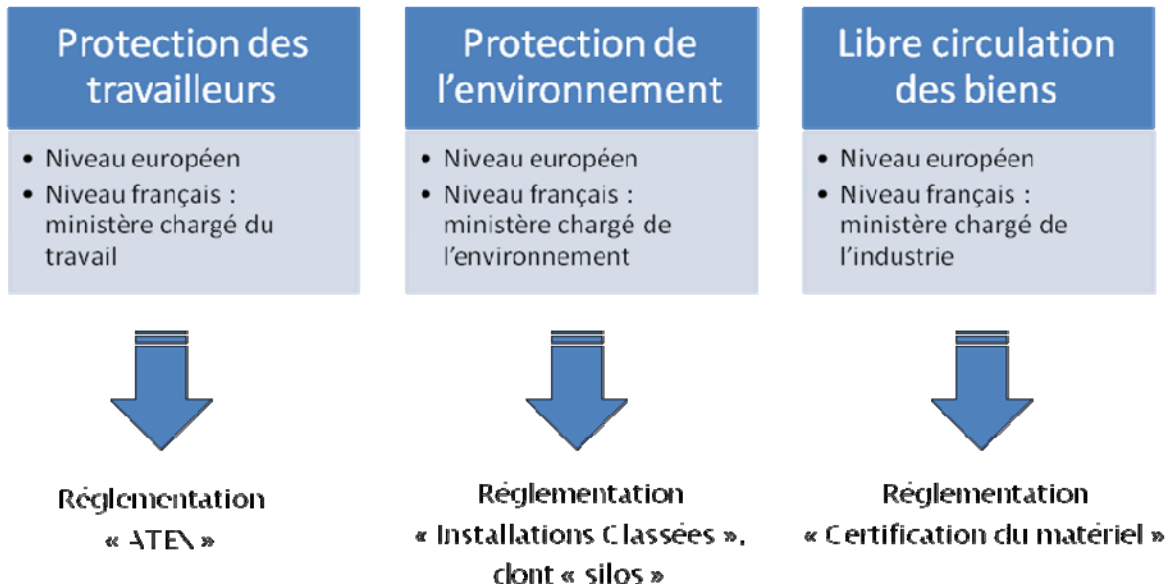 Protection des
travailleurs
• Niveau européen
• Niveau français :
ministère chargé du
travail
Réglementation
« ATEX »
Protection de
l'environnement
• Niveau européen
• Niveau français :
ministère chargé de
l'environnement
Réglementation
« Installations Classées »,
dont « silos »
Libre circulation
des biens
• Niveau européen
• Niveau français :
ministère chargé de
l'industrie
Réglementation
« Certification du matériel »